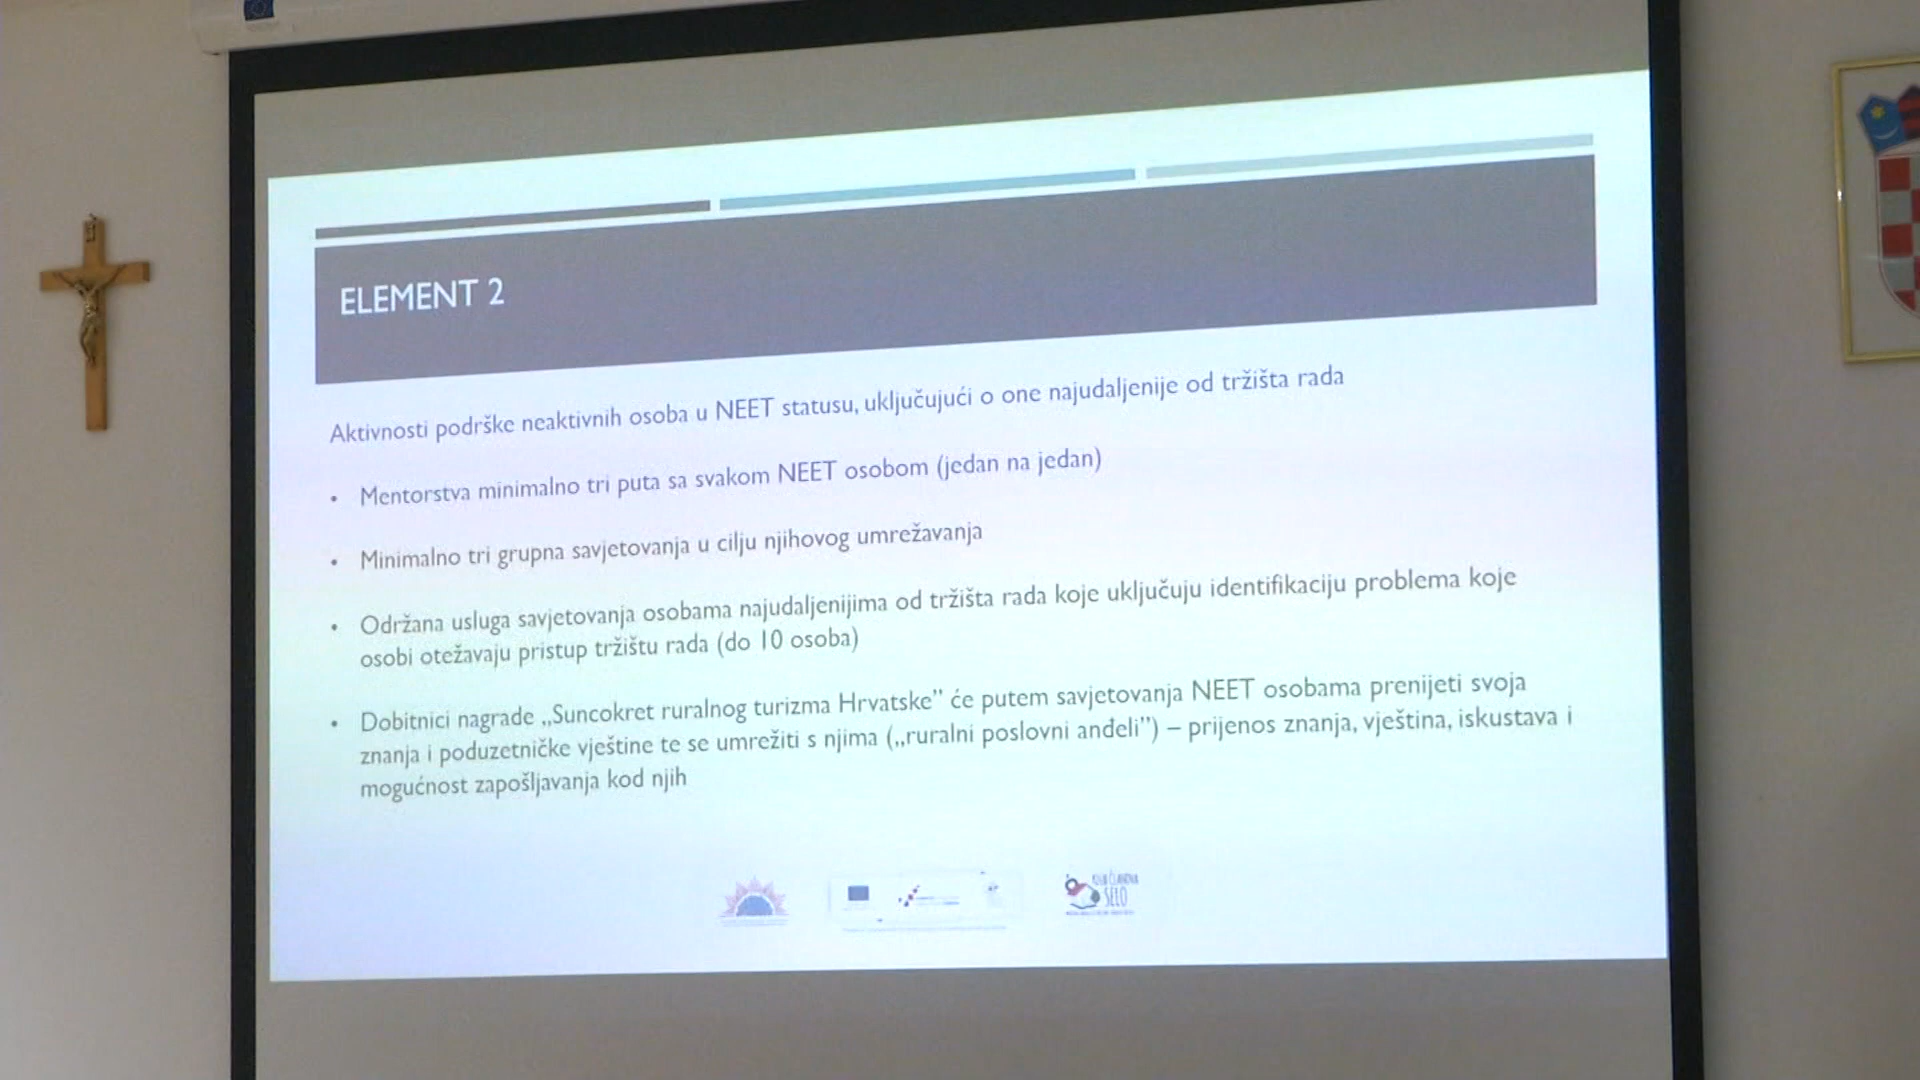 ELEMENT 2
Aktivnosti podrške neaktivnih osoba u NEET statusu, uključujući o one najudaljenije od tržišta rada
• Mentorstva minimalno tri puta sa svakom NEET osobom (jedan na jedan)
• Minimalno tri grupna savjetovanja u cilju njihovog umrežavanja
• Održana usluga savjetovanja osobama najudaljenijima od tržišta rada koje uključuju identifikaciju problema koje
osobi otežavaju pristup tržištu rada (do 10 osoba)
• Dobitnici nagrade „Suncokret ruralnog turizma Hrvatske” će putem savjetovanja NEET osobama prenijeti svoja
znanja i poduzetničke vještine te se umrežiti s njima („ruralni poslovni anđeli”) – prijenos znanja, vještina, iskustava i
mogućnost zapošljavanja kod njih
SELO